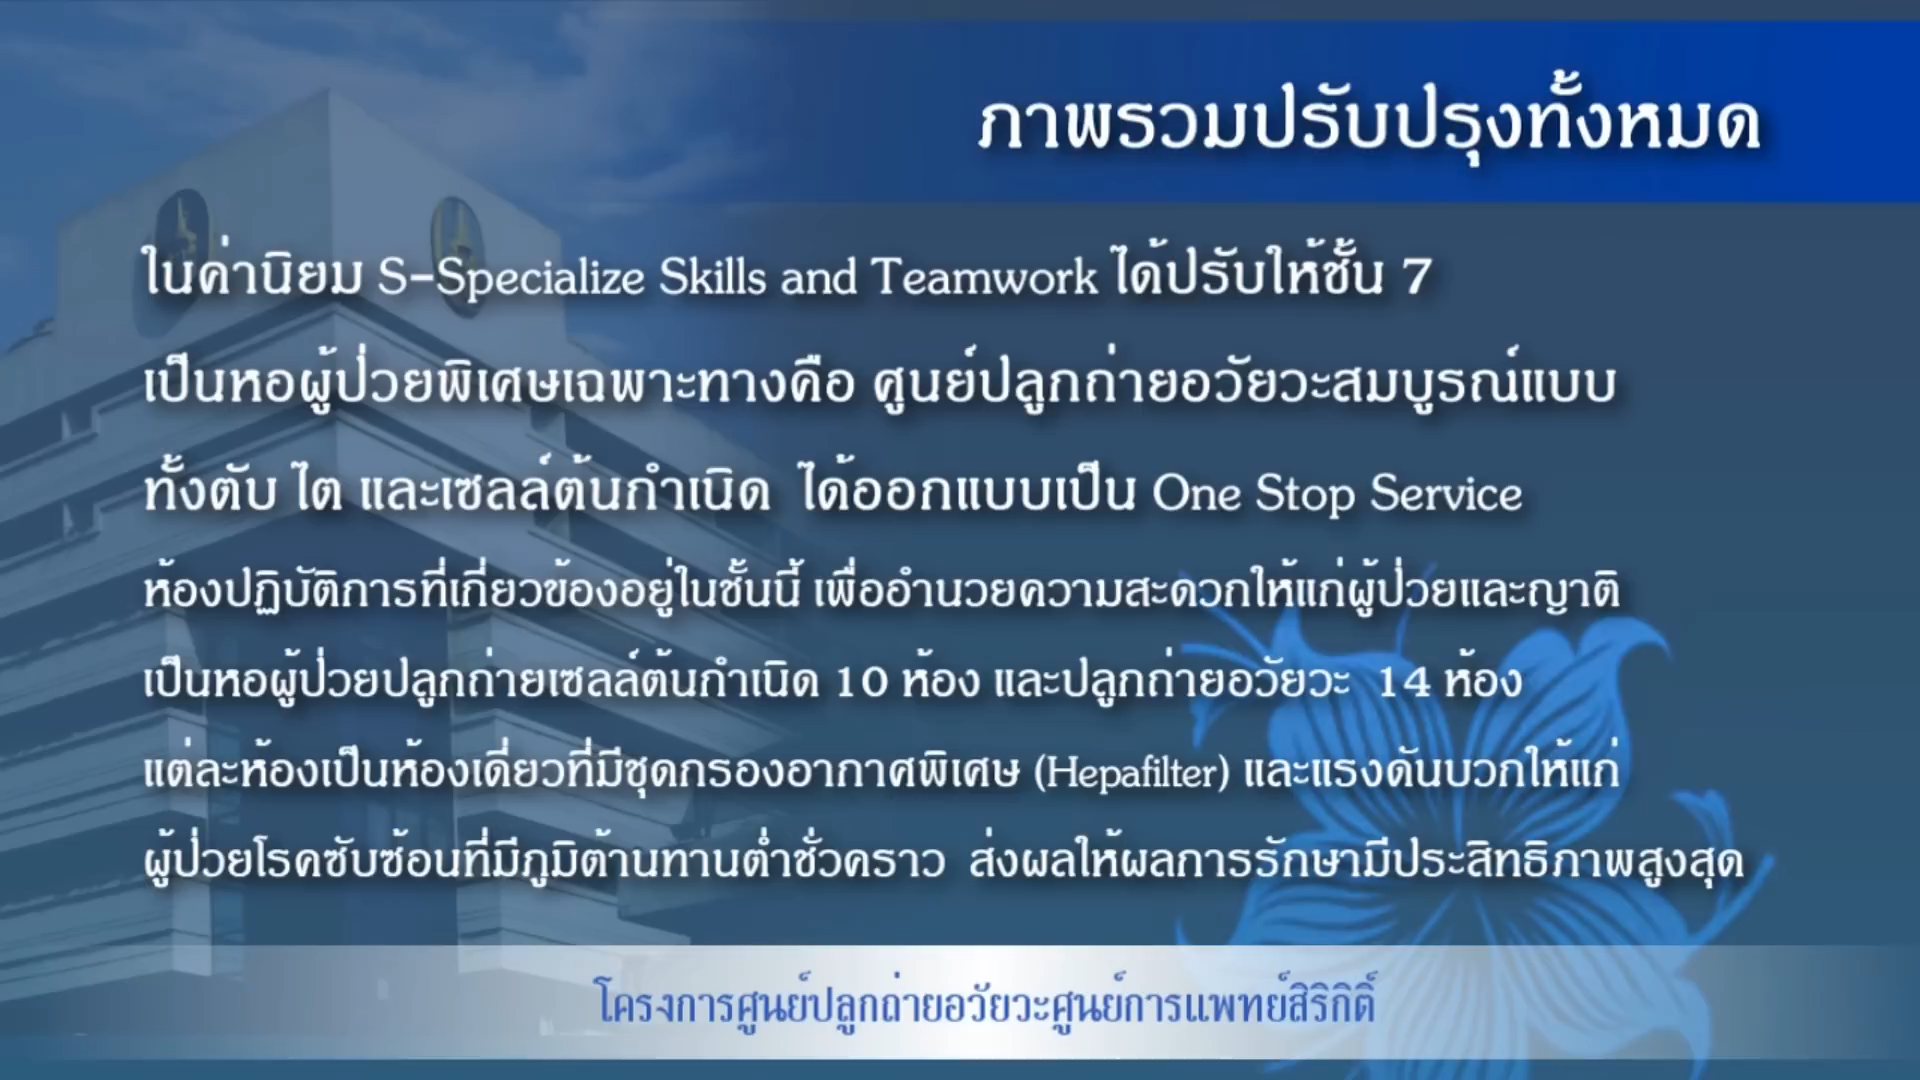 ภาพรวมปรับปรุงทั้งหมด
ในค่านิยม S-Specialize Skills and Teamwork ได้ปรับให้ชั้น 7
เป็นหอผู้ป่วยพิเศษเฉพาะทางคือ ศูนย์ปลูกถ่ายอวัยวะสมบูรณ์แบบ
ทั้งตับ ไต และเซลล์ต้นกำเนิด ได้ออกแบบเป็น One Stop Service
ห้องปฏิบัติการที่เกี่ยวข้องอยู่ในชั้นนี้ เพื่ออำนวยความสะดวกให้แก่ผู้ป่วยและญาติ
เป็นหอผู้ป่วยปลูกถ่ายเซลล์ต้นกำเนิด 10 ห้อง และปลูกถ่ายอวัยวะ 14 ห้อง
แต่ละห้องเป็นห้องเดี่ยวที่มีชุดกรองอากาศพิเศษ (Hepafilter) และแรงดันบวกให้แก่
ผู้ป่วยโรคซับซ้อนที่มีภูมิต้านทานต่ำชั่วคราว ส่งผลให้ผลการรักษามีประสิทธิภาพสูงสุด
โครงการศูนย์ปลูกถ่ายอวัยวะศูนย์การแพทย์สิริกิติ์